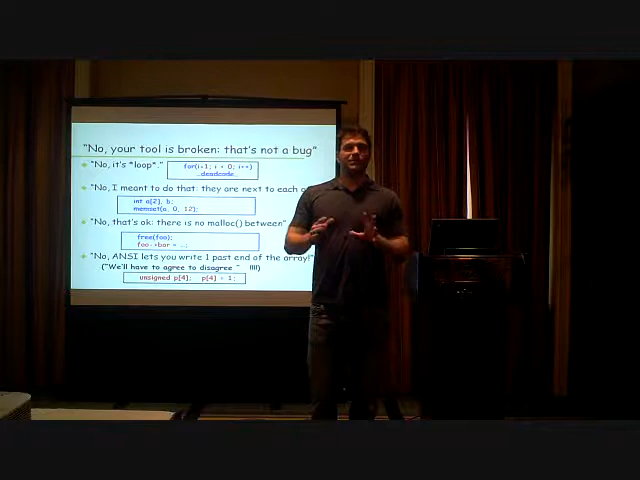 "No, your tool is broken: that's not a bug"
"No, it's *loop*."
for(i=1; i < 0; i++)
deadcode
"No, I meant to do that: they are next to each
int a[2], b;
memset(a, 0, 12);
"No, that's ok: there is no malloc() between"
free(foo);
foo->bar = ...;
"No, ANSI lets you write 1 past end of the array!"
("We'll have to agree to disagree." !!!!)
unsigned p[4]; p[4] = 1;